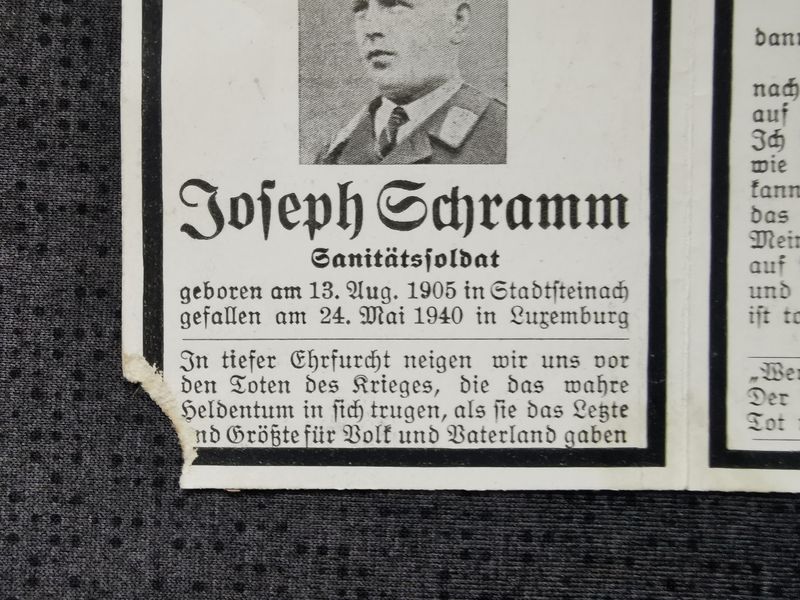 Joseph Schramm
Sanitätssoldat
geboren am 13. Aug. 1905 in Stadtsteinach
gefallen am 24. Mai 1940 in Luxemburg
In tiefer Ehrfurcht neigen wir uns vor
den Toten des Krieges, die das wahre
Heldentum in sich trugen, als sie das Letzte
nd Größte für Volk und Vaterland gaben
dann
nach
auf
Ich
wie
kann
das
Mein
auf
und
ist
„Wer
Der
Tot